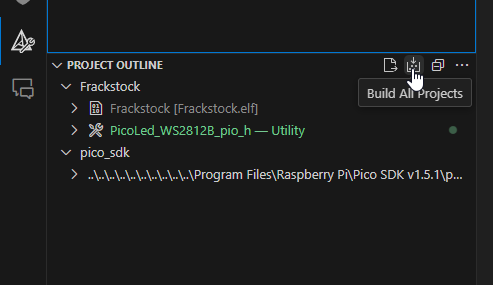 PROJECT OUTLINE
Build All Projects
Frackstock
Frackstock [Frackstock.elf]
PicoLed_WS2812B_pio_h — Utility
pico_sdk
..\..\..\..\..\..\..\..\..\..\Program Files\Raspberry Pi\Pico SDK v1.5.1\p...